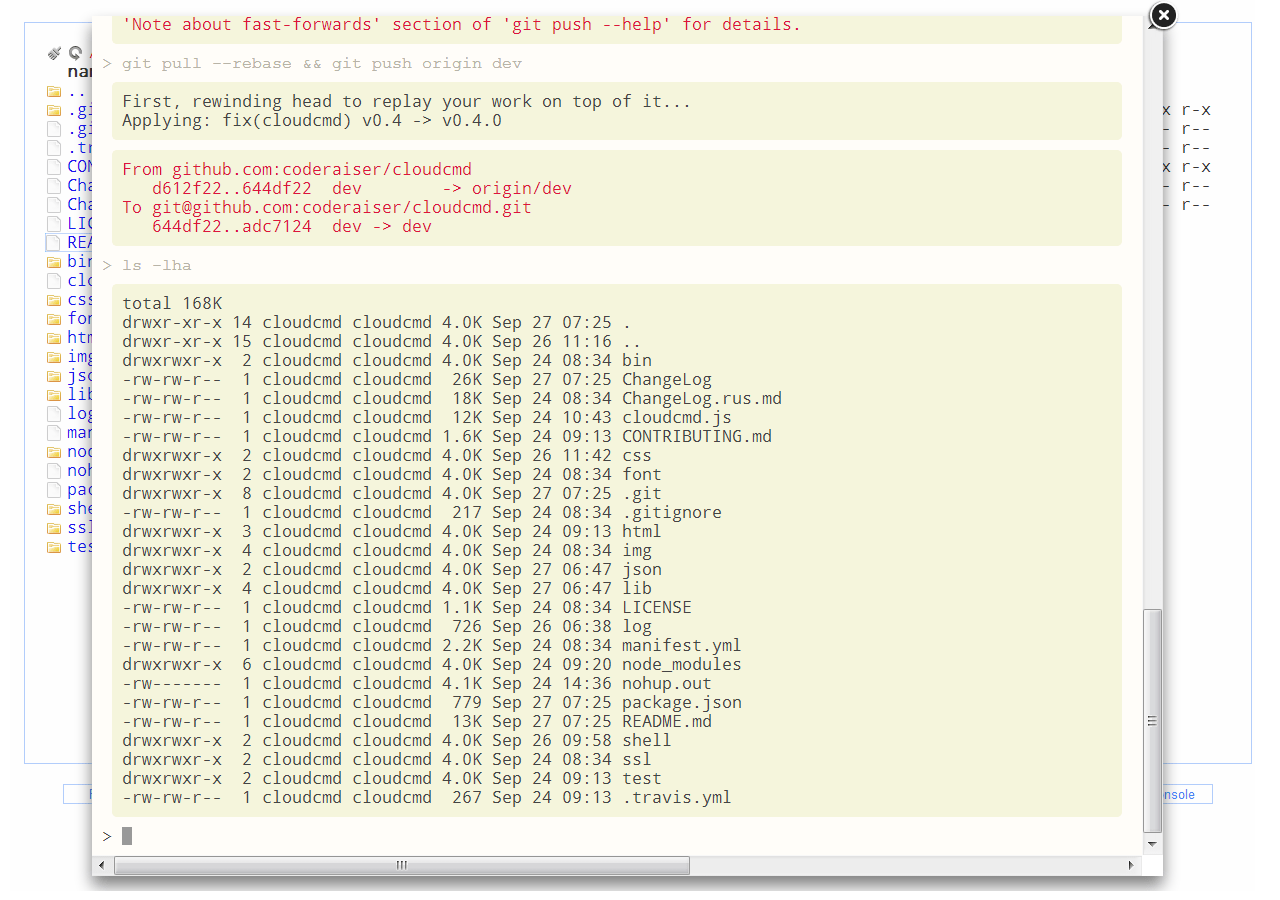 'Note about fast-forwards' section of 'git push --help' for details.
> git pull --rebase && git push origin dev
First, rewinding head to replay your work on top of it...
Applying: fix(cloudcmd) v0.4 -> v0.4.0
From github.com:coderaiser/cloudcmd
   d612f22..644df22  dev        -> origin/dev
To git@github.com:coderaiser/cloudcmd.git
   644df22..adc7124  dev -> dev
> ls -lha
total 168K
drwxr-xr-x 14 cloudcmd cloudcmd 4.0K Sep 27 07:25 .
drwxr-xr-x 15 cloudcmd cloudcmd 4.0K Sep 26 11:16 ..
drwxrwxr-x  2 cloudcmd cloudcmd 4.0K Sep 24 08:34 bin
-rw-rw-r--  1 cloudcmd cloudcmd  26K Sep 27 07:25 ChangeLog
-rw-rw-r--  1 cloudcmd cloudcmd  18K Sep 24 08:34 ChangeLog.rus.md
-rw-rw-r--  1 cloudcmd cloudcmd  12K Sep 24 10:43 cloudcmd.js
-rw-rw-r--  1 cloudcmd cloudcmd 1.6K Sep 24 09:13 CONTRIBUTING.md
drwxrwxr-x  2 cloudcmd cloudcmd 4.0K Sep 26 11:42 css
drwxrwxr-x  2 cloudcmd cloudcmd 4.0K Sep 24 08:34 font
drwxrwxr-x  8 cloudcmd cloudcmd 4.0K Sep 27 07:25 .git
-rw-rw-r--  1 cloudcmd cloudcmd  217 Sep 24 08:34 .gitignore
drwxrwxr-x  3 cloudcmd cloudcmd 4.0K Sep 24 09:13 html
drwxrwxr-x  4 cloudcmd cloudcmd 4.0K Sep 24 08:34 img
drwxrwxr-x  2 cloudcmd cloudcmd 4.0K Sep 27 06:47 json
drwxrwxr-x  4 cloudcmd cloudcmd 4.0K Sep 27 06:47 lib
-rw-rw-r--  1 cloudcmd cloudcmd 1.1K Sep 24 08:34 LICENSE
-rw-rw-r--  1 cloudcmd cloudcmd  726 Sep 26 06:38 log
-rw-rw-r--  1 cloudcmd cloudcmd 2.2K Sep 24 08:34 manifest.yml
drwxrwxr-x  6 cloudcmd cloudcmd 4.0K Sep 24 09:20 node_modules
-rw-------  1 cloudcmd cloudcmd 4.1K Sep 24 14:36 nohup.out
-rw-rw-r--  1 cloudcmd cloudcmd  779 Sep 27 07:25 package.json
-rw-rw-r--  1 cloudcmd cloudcmd  13K Sep 27 07:25 README.md
drwxrwxr-x  2 cloudcmd cloudcmd 4.0K Sep 26 09:58 shell
drwxrwxr-x  2 cloudcmd cloudcmd 4.0K Sep 24 08:34 ssl
drwxrwxr-x  2 cloudcmd cloudcmd 4.0K Sep 24 09:13 test
-rw-rw-r--  1 cloudcmd cloudcmd  267 Sep 24 09:13 .travis.yml
>
..
css
img
lib
ssl
r-x
r--
r--
r-x
r--
r--